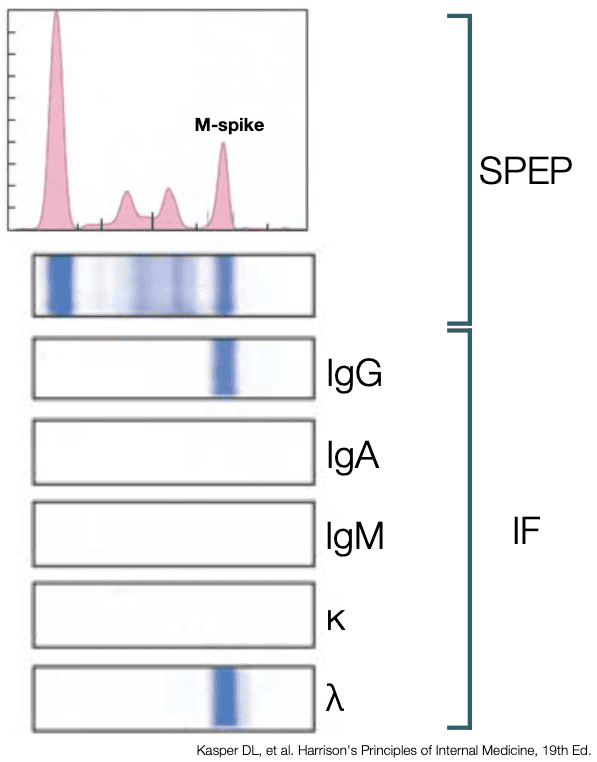 M-spike
SPEP
IgG
IgA
IgM
IF
κ
λ
Kasper DL, et al. Harrison's Principles of Internal Medicine, 19th Ed.